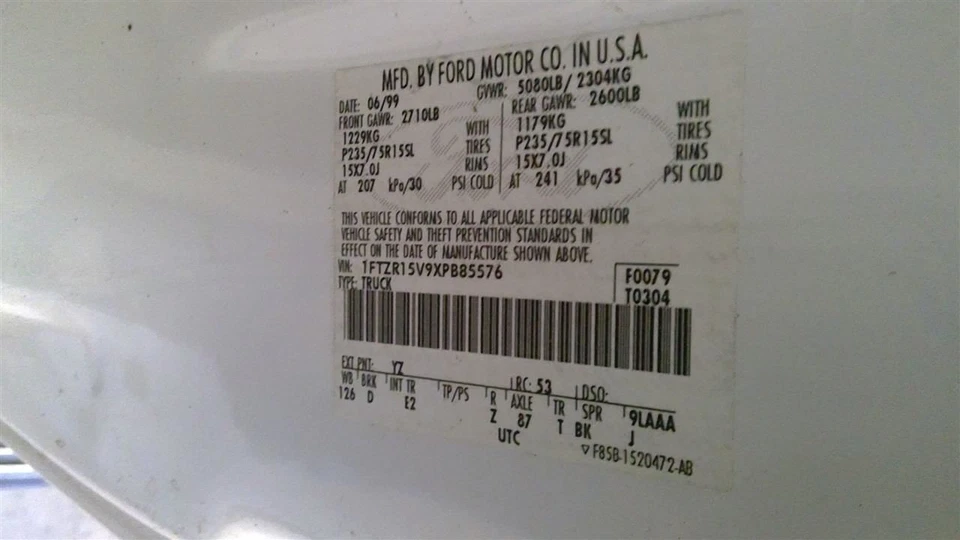 MFD. BY FORD MOTOR CO. IN U.S.A.
DATE: 06/99 GVWR: 5080LB/ 2304KG
FRONT GAWR: 2710LB REAR GAWR: 2600LB
1229KG WITH 1179KG WITH
P235/75R15SL TIRES P235/75R15SL TIRES
15X7.0J RIMS 15X7.0J RIMS
AT 207 kPa/30 PSI COLD AT 241 kPa/35 PSI COLD
THIS VEHICLE CONFORMS TO ALL APPLICABLE FEDERAL MOTOR
VEHICLE SAFETY AND THEFT PREVENTION STANDARDS IN
EFFECT ON THE DATE OF MANUFACTURE SHOWN ABOVE.
VIN: 1FTZR15V9XPB85576 F0079
TYPE: TRUCK T0304
EXT PNT: YZ RC: 53 DSO:
WB BRK INT TR TP/PS R AXLE TR SPR 9LAAA
126 D E2 Z 87 T BK J
UTC F85B-1520472-AB